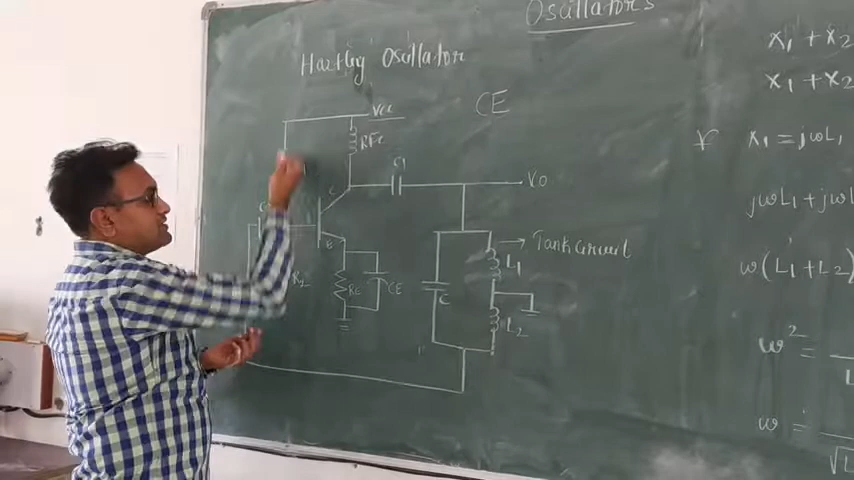 Oscillators
Hartley Oscillator
CE
Vcc
RFC
C1
C
Vo
B
E
Tank Circuit
L1
RE
CE
C
L2
x1 + x2
x1 + x2
x1 = jωL1
jωL1 + jω
ω(L1 + L2
ω² =
ω =